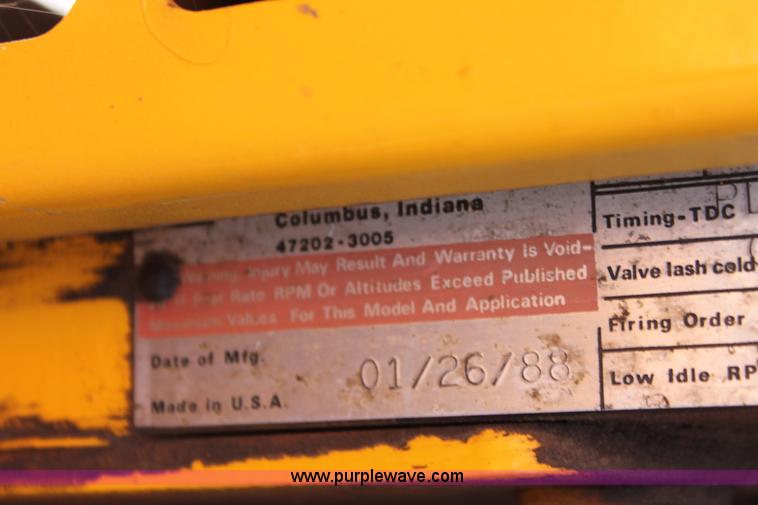 Columbus, Indiana
47202-3005
Warning Injury May Result And Warranty Is Void-
Rate RPM Or Altitudes Exceed Published
Maximum Values For This Model And Application
Date of Mfg. 01/26/88
Made in U.S.A.
Timing-TDC
Valve lash cold
Firing Order
Low Idle RP
www.purplewave.com